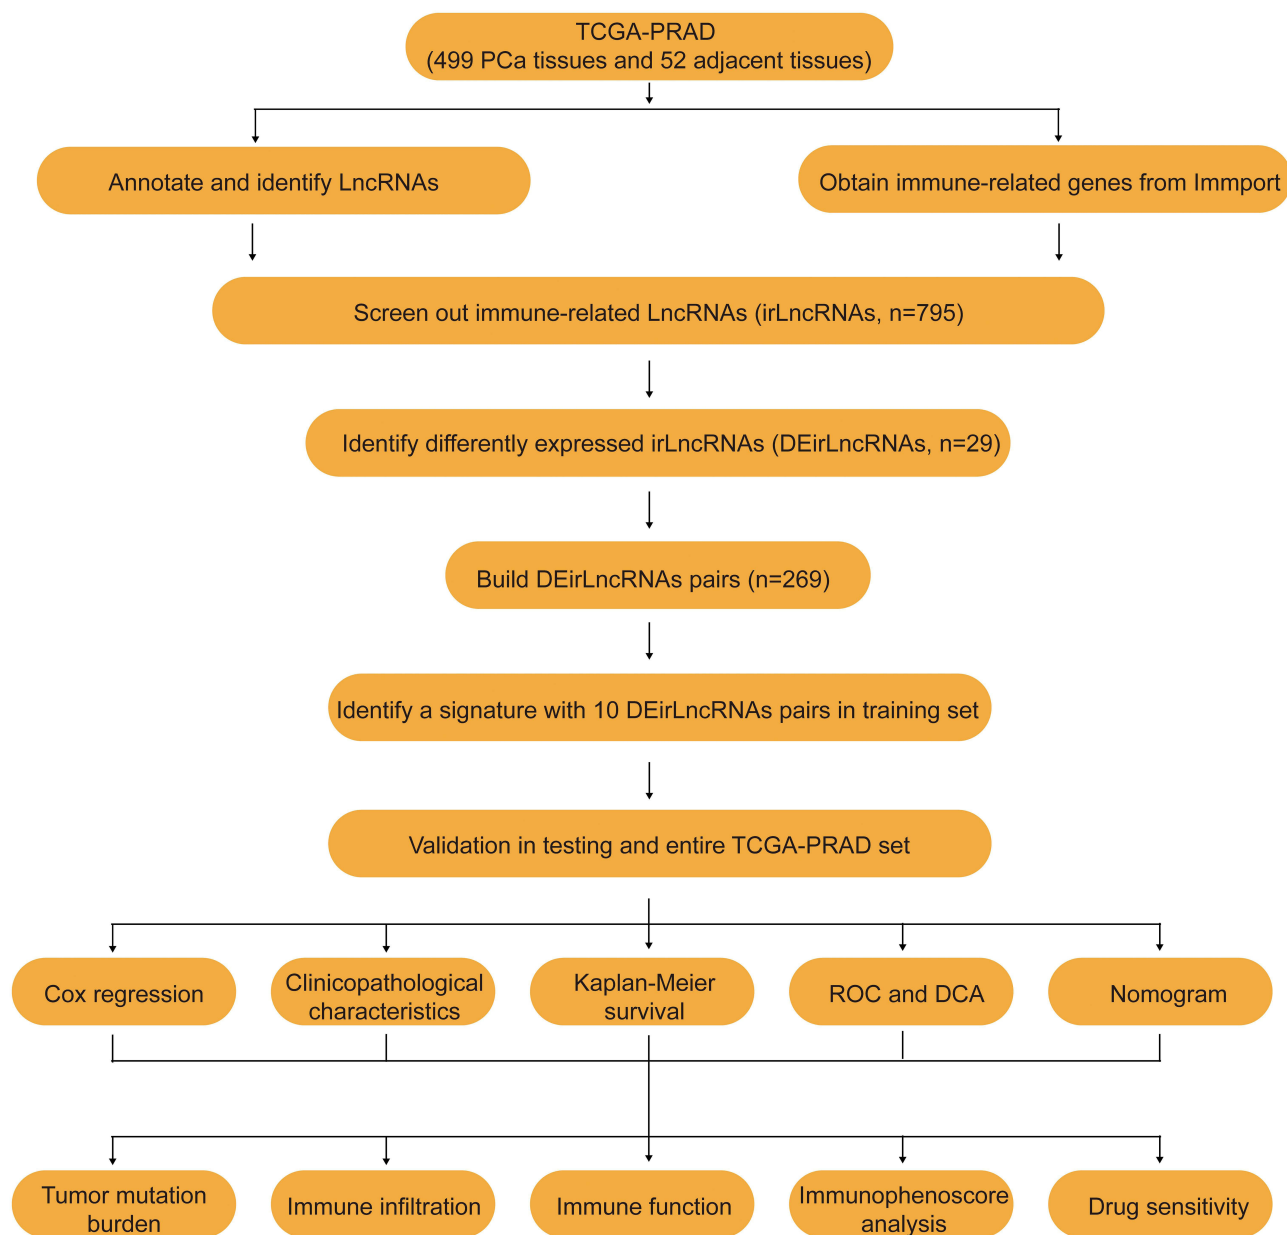 TCGA-PRAD
(499 PCa tissues and 52 adjacent tissues)
Annotate and identify LncRNAs
Obtain immune-related genes from Immport
Screen out immune-related LncRNAs (irLncRNAs, n=795)
Identify differently expressed irLncRNAs (DEirLncRNAs, n=29)
Build DEirLncRNAs pairs (n=269)
Identify a signature with 10 DEirLncRNAs pairs in training set
Validation in testing and entire TCGA-PRAD set
Cox regression
Clinicopathological
characteristics
Kaplan-Meier
survival
ROC and DCA
Nomogram
Tumor mutation
burden
Immune infiltration
Immune function
Immunophenoscore
analysis
Drug sensitivity